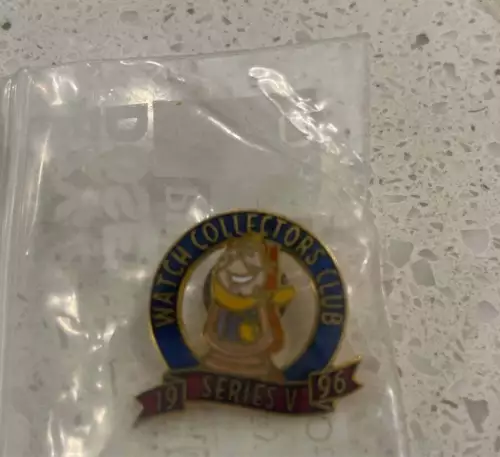 WATCH COLLECTORS CLUB
19 SERIES V 96